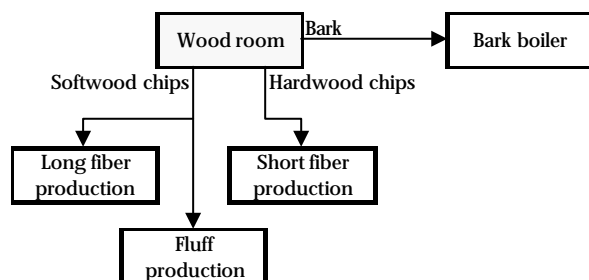 Wood room
Bark
Bark boiler
Softwood chips
Hardwood chips
Long fiber
production
Short fiber
production
Fluff
production